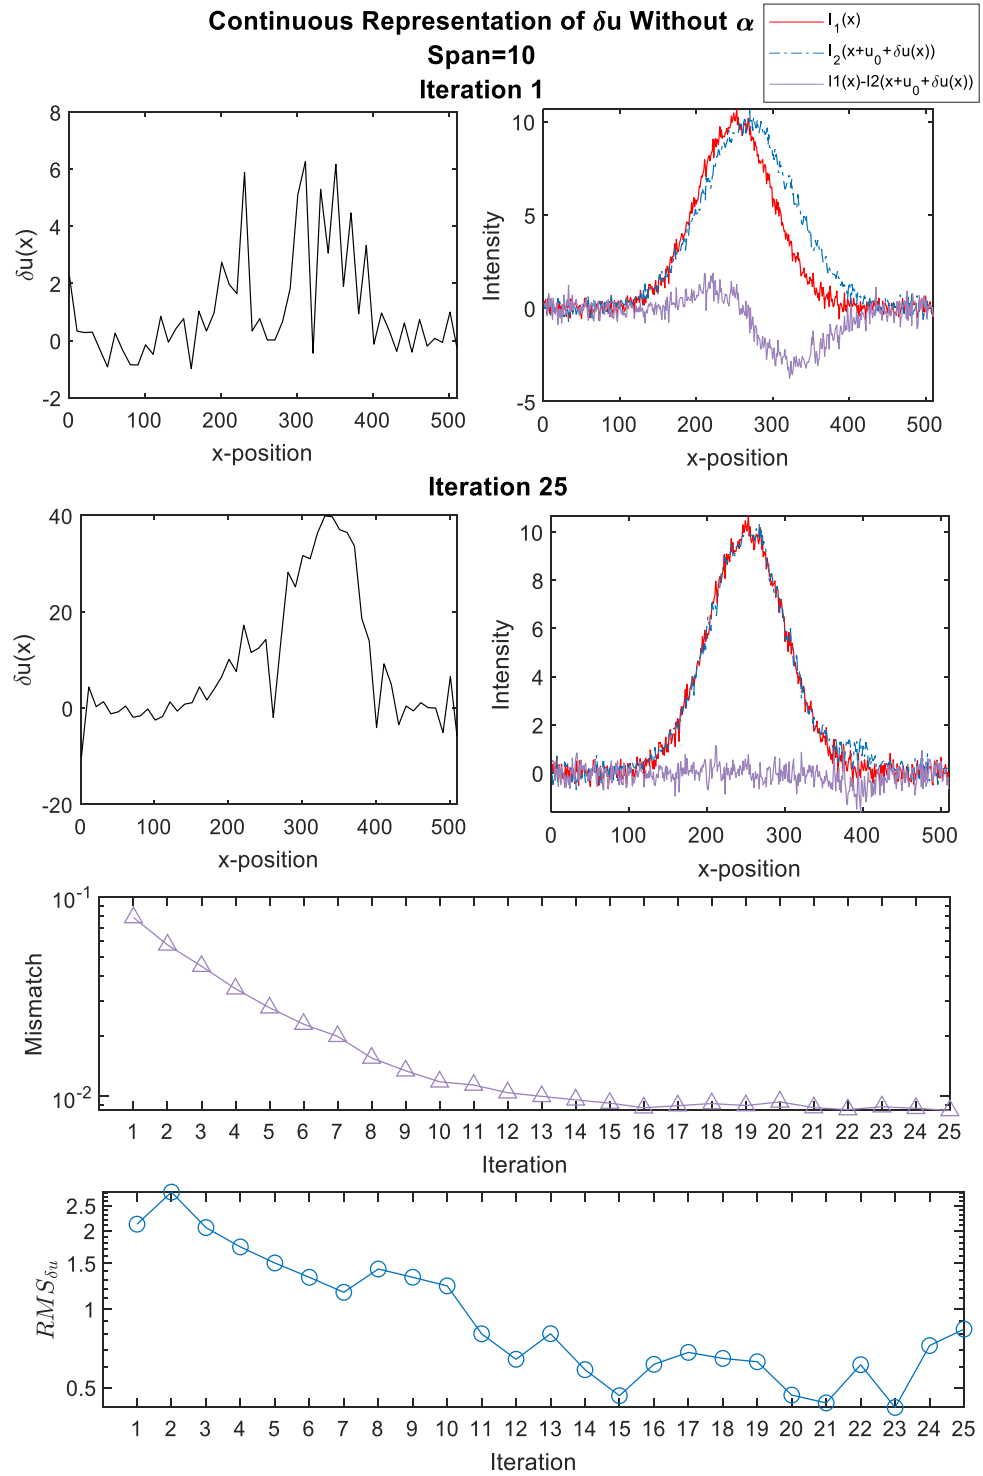 Continuous Representation of δu Without α
Span=10
Iteration 1
I1(x)
I2(x+u0+δu(x))
I1(x)-I2(x+u0+δu(x))
8
6
4
2
0
-2
δu(x)
0 100 200 300 400 500
x-position
10
5
0
-5
Intensity
0 100 200 300 400 500
x-position
Iteration 25
40
20
0
-20
δu(x)
0 100 200 300 400 500
x-position
10
8
6
4
2
0
Intensity
0 100 200 300 400 500
x-position
10-1
10-2
Mismatch
1 2 3 4 5 6 7 8 9 10 11 12 13 14 15 16 17 18 19 20 21 22 23 24 25
Iteration
2.5
2
1.5
1
0.5
RMSδu
1 2 3 4 5 6 7 8 9 10 11 12 13 14 15 16 17 18 19 20 21 22 23 24 25
Iteration